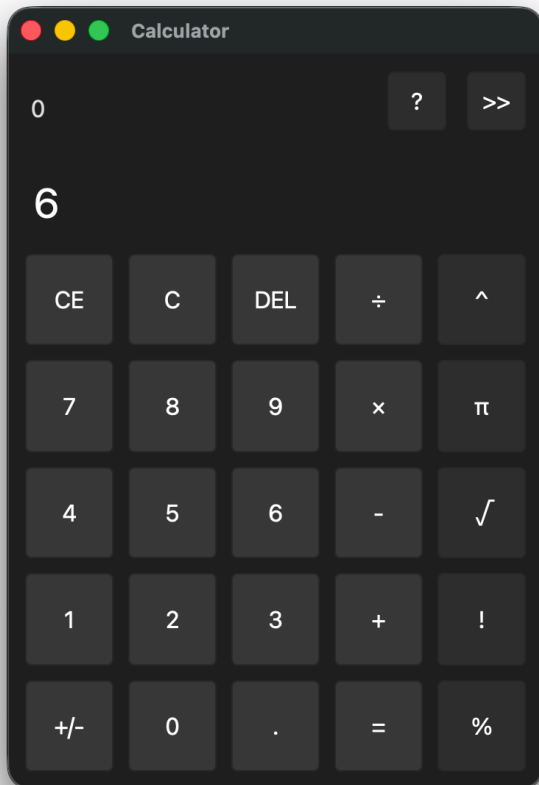 Calculator
0 ? >>
6
CE C DEL ÷ ^
7 8 9 × π
4 5 6 - √
1 2 3 + !
+/- 0 . = %